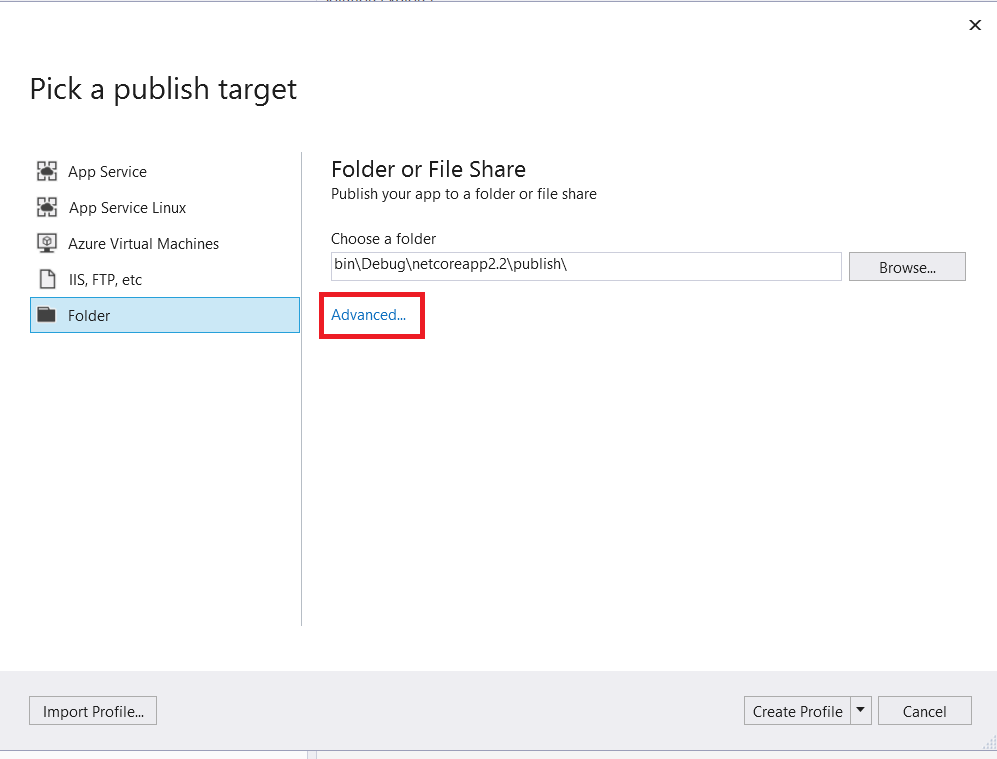 Pick a publish target
App Service
App Service Linux
Azure Virtual Machines
IIS, FTP, etc
Folder
Folder or File Share
Publish your app to a folder or file share
Choose a folder
bin\Debug\netcoreapp2.2\publish\
Browse...
Advanced...
Import Profile...
Create Profile
Cancel